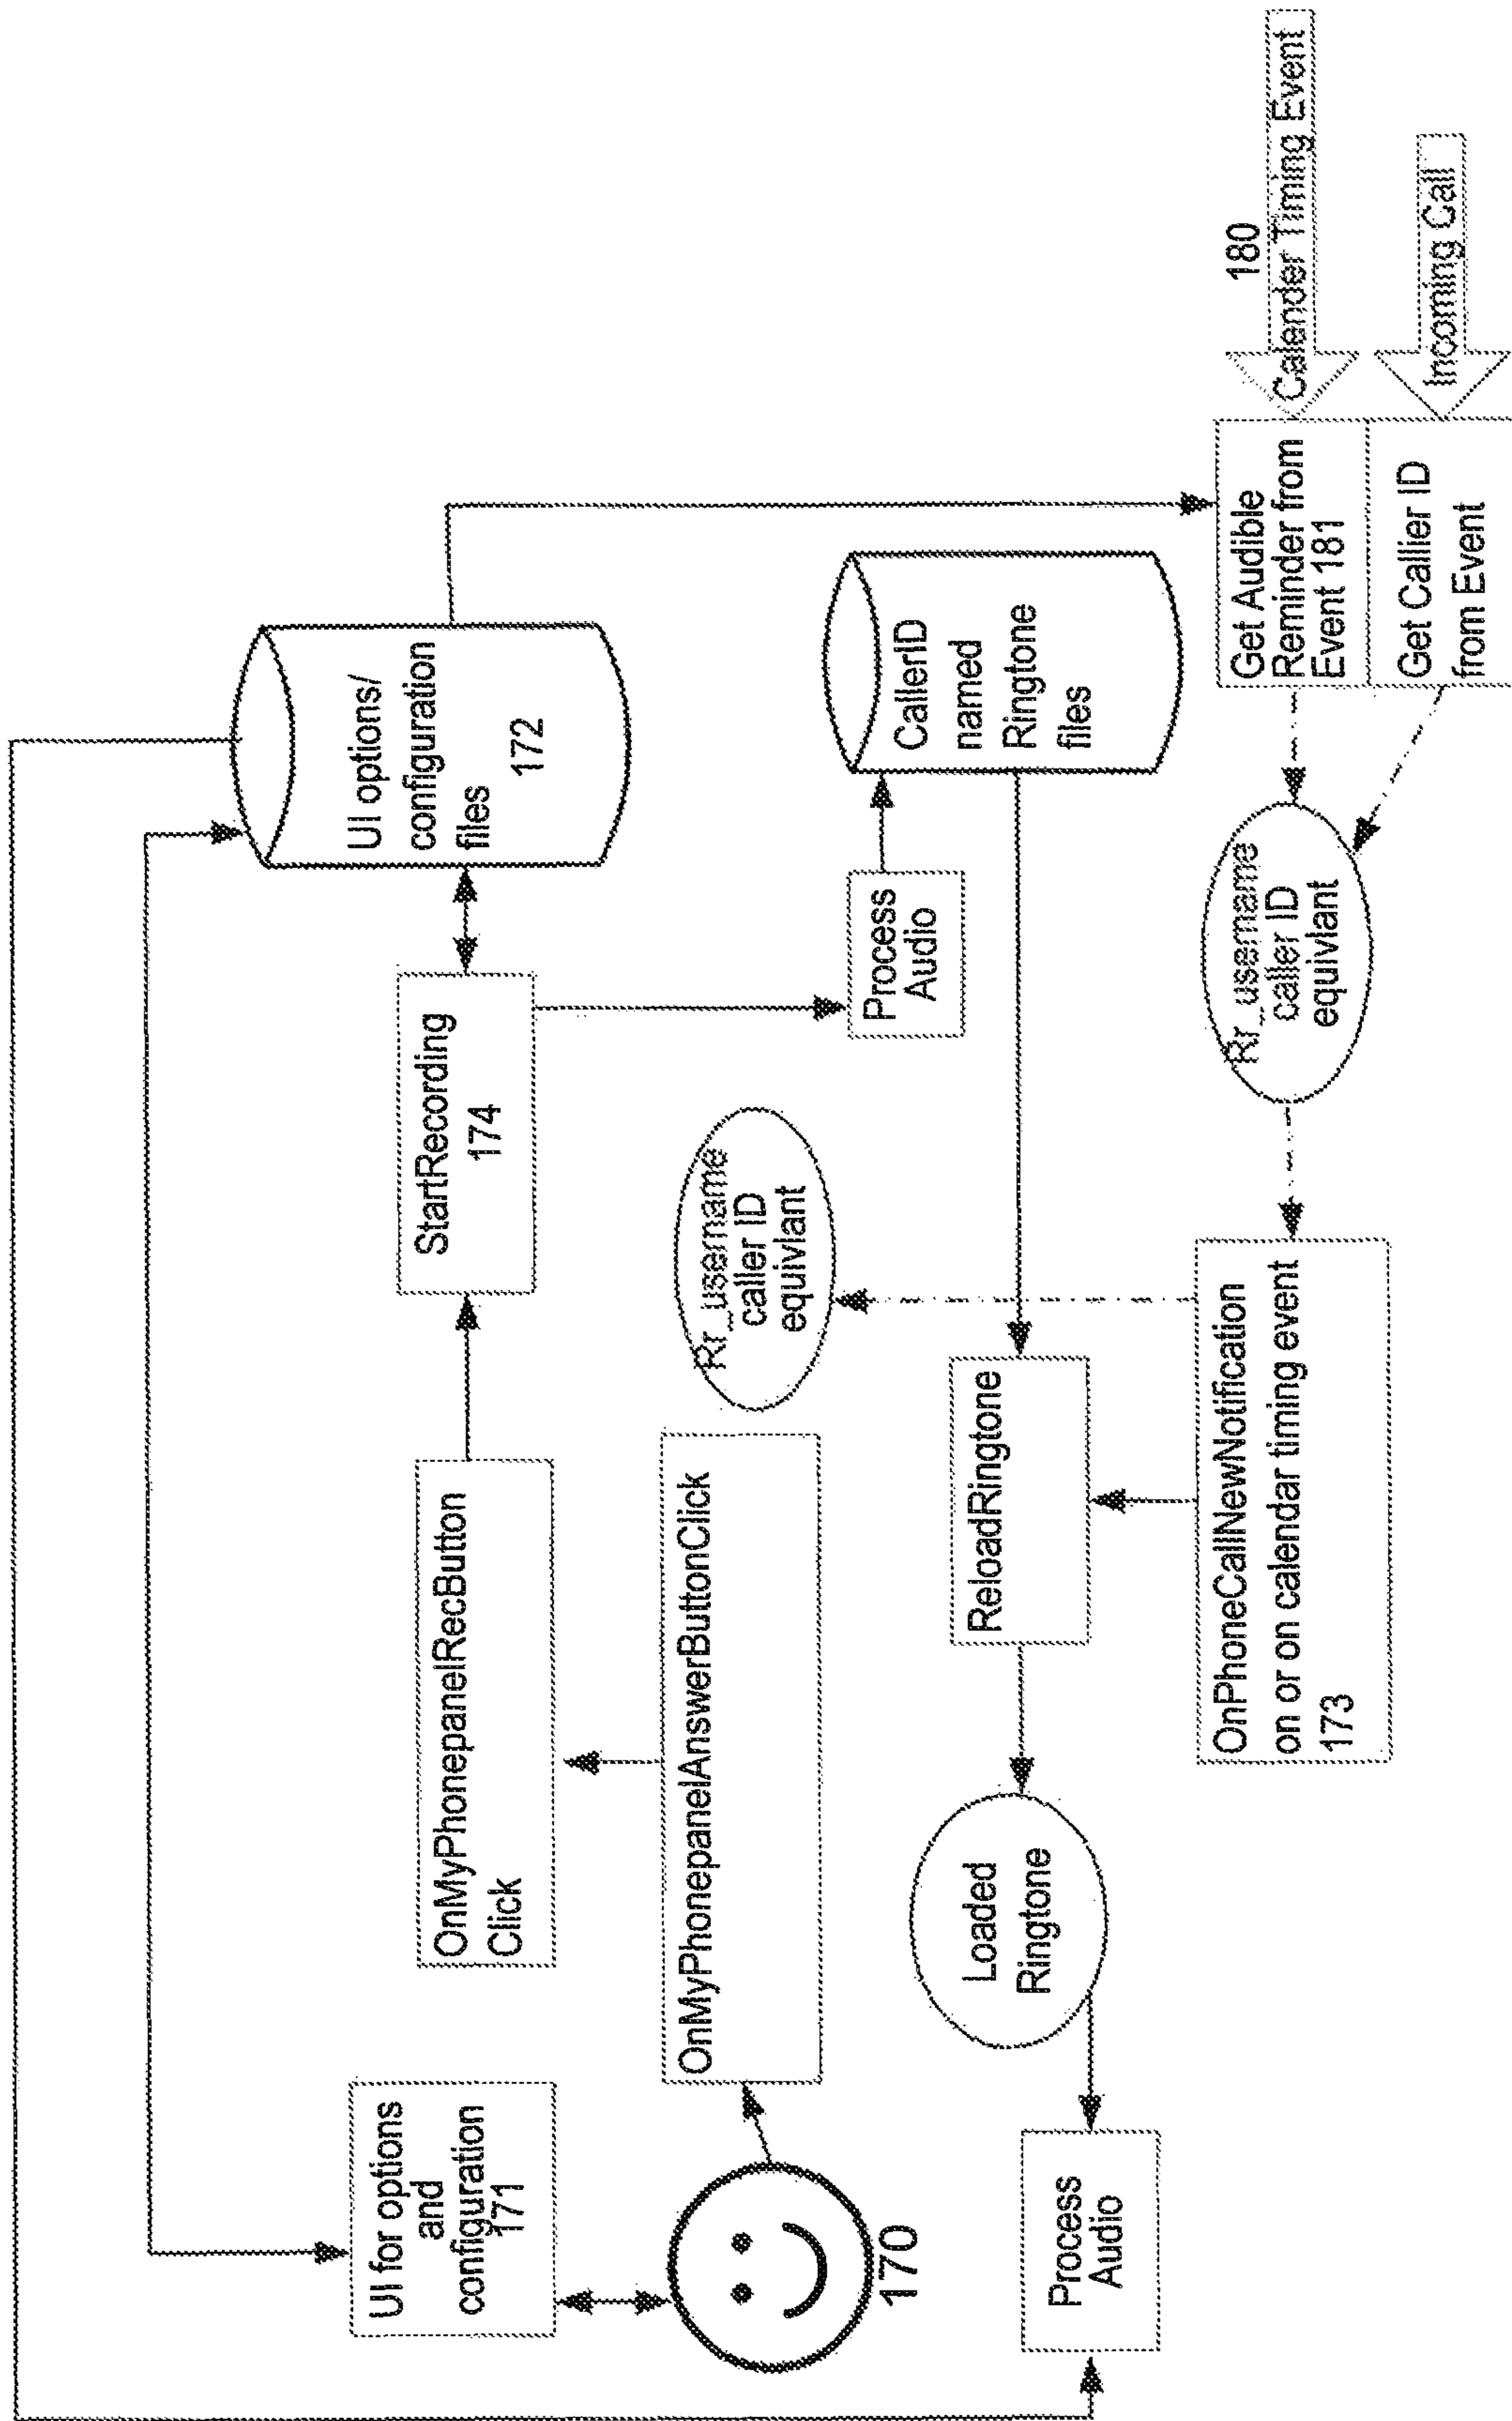 UI for options
and
configuration
171
170
OnMyPhonepanelRecButton
Click
OnMyPhonepanelAnswerButtonClick
StartRecording
174
UI options/
configuration
files
172
Process
Audio
CallerID
named
Ringtone
files
Rr_username
caller ID
equivlant
ReloadRingtone
Loaded
Ringtone
Process
Audio
OnPhoneCallNewNotification
on or on calendar timing event
173
Rr_username
caller ID
equivlant
Get Audible
Reminder from
Event 181
Get Callier ID
from Event
180
Calender Timing Event
Incoming Call